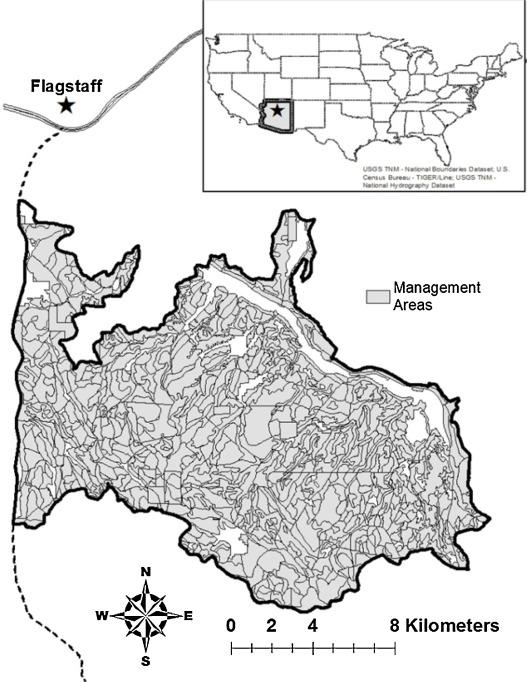 Flagstaff
USGS TNM - National Boundaries Dataset; U.S.
Census Bureau - TIGER/Line; USGS TNM -
National Hydrography Dataset
Management
Areas
N
W E
S
0 2 4 8 Kilometers